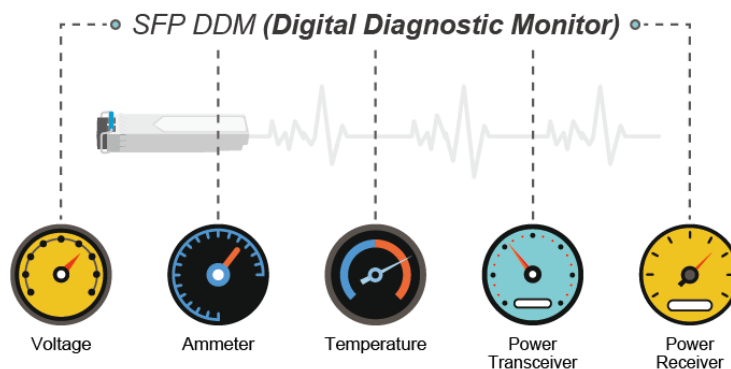 SFP DDM (Digital Diagnostic Monitor)
Voltage
Ammeter
Temperature
Power
Transceiver
Power
Receiver